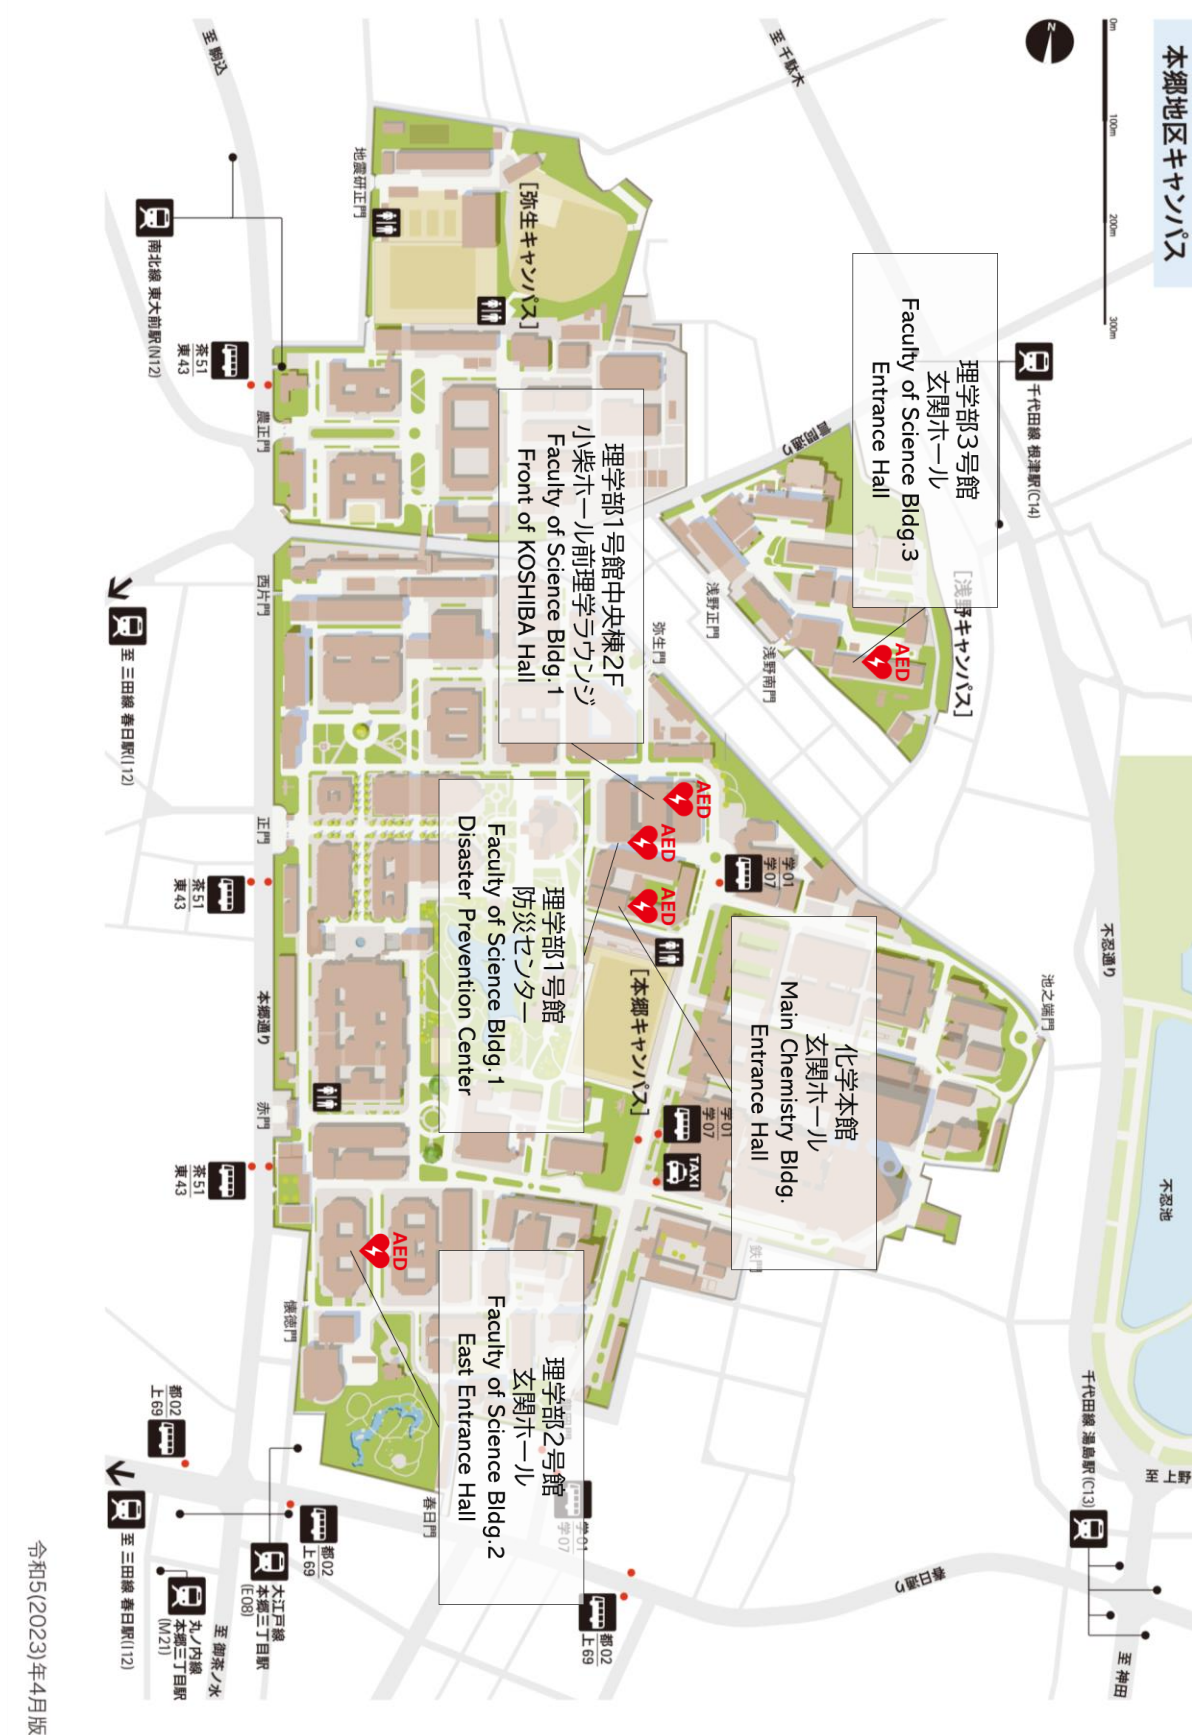 本郷地区キャンパス
0m
100m
200m
300m
N
至 駒込
至 千駄木
地震研正門
[弥生キャンパス]
南北線 東大前駅(N12)
茶51
東43
農正門
千代田線 根津駅(C14)
言問通り
理学部3号館
玄関ホール
Faculty of Science Bldg.3
Entrance Hall
[浅野キャンパス]
AED
浅野正門
浅野南門
弥生門
西片門
至 三田線 春日駅(I12)
理学部1号館中央棟2F
小柴ホール前理学ラウンジ
Faculty of Science Bldg.1
Front of KOSHIBA Hall
AED
AED
AED
学01
学07
正門
茶51
東43
理学部1号館
防災センター
Faculty of Science Bldg.1
Disaster Prevention Center
[本郷キャンパス]
化学本館
玄関ホール
Main Chemistry Bldg.
Entrance Hall
不忍通り
池之端門
不忍池
本郷通り
赤門
茶51
東43
学01
学07
TAXI
鉄門
AED
理学部2号館
玄関ホール
Faculty of Science Bldg.2
East Entrance Hall
懐徳門
春日門
都02
上69
都02
上69
学01
学07
都02
上69
春日通り
千代田線 湯島駅(C13)
至 上野
至 神田
至 三田線 春日駅(I12)
大江戸線
本郷三丁目駅
(E08)
丸ノ内線
本郷三丁目駅
(M21)
至 御茶ノ水
令和5(2023)年4月版